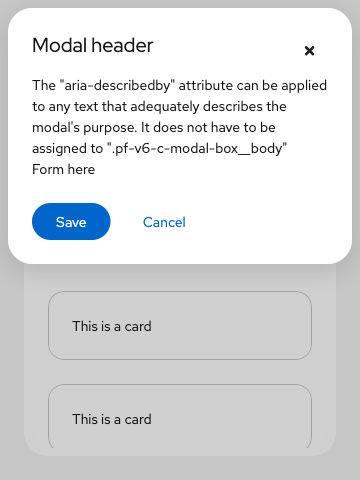 Modal header
The "aria-describedby" attribute can be applied
to any text that adequately describes the
modal's purpose. It does not have to be
assigned to ".pf-v6-c-modal-box__body"
Form here
Save Cancel
This is a card
This is a card